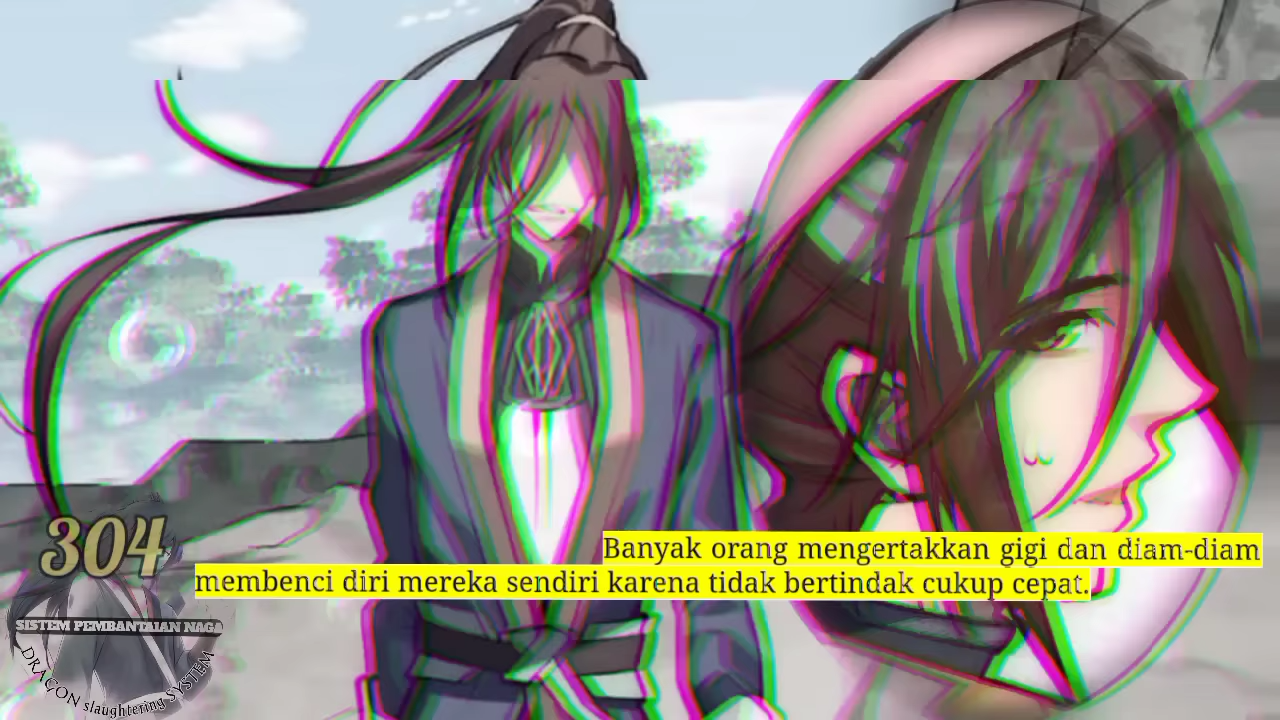 Banyak orang mengertakkan gigi dan diam-diam
membenci diri mereka sendiri karena tidak bertindak cukup cepat.
304
SISTEM PEMBANTAIAN NAGA
DRAGON slaughtering SYSTEM